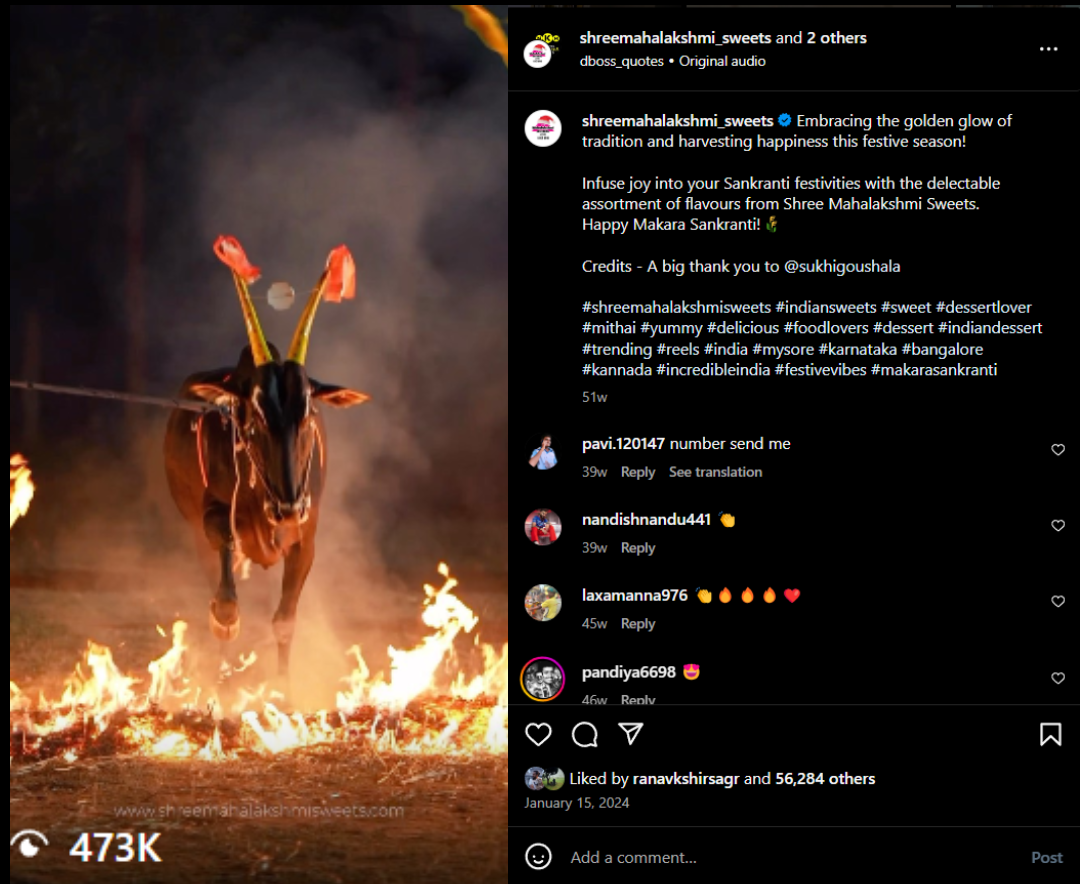 shreemahalakshmi_sweets and 2 others
dboss_quotes • Original audio
shreemahalakshmi_sweets Embracing the golden glow of
tradition and harvesting happiness this festive season!
Infuse joy into your Sankranti festivities with the delectable
assortment of flavours from Shree Mahalakshmi Sweets.
Happy Makara Sankranti! 🌾
Credits - A big thank you to @sukhigoushala
#shreemahalakshmisweets #indiansweets #sweet #dessertlover
#mithai #yummy #delicious #foodlovers #dessert #indiandessert
#trending #reels #india #mysore #karnataka #bangalore
#kannada #incredibleindia #festivevibes #makarasankranti
51w
pavi.120147 number send me
39w Reply See translation
nandishnandu441 👏
39w Reply
laxamanna976 👏🔥🔥🔥❤️
45w Reply
pandiya6698 🤩
46w Reply
Liked by ranavkshirsagr and 56,284 others
January 15, 2024
Add a comment...
Post
www.shreemahalakshmisweets.com
473K